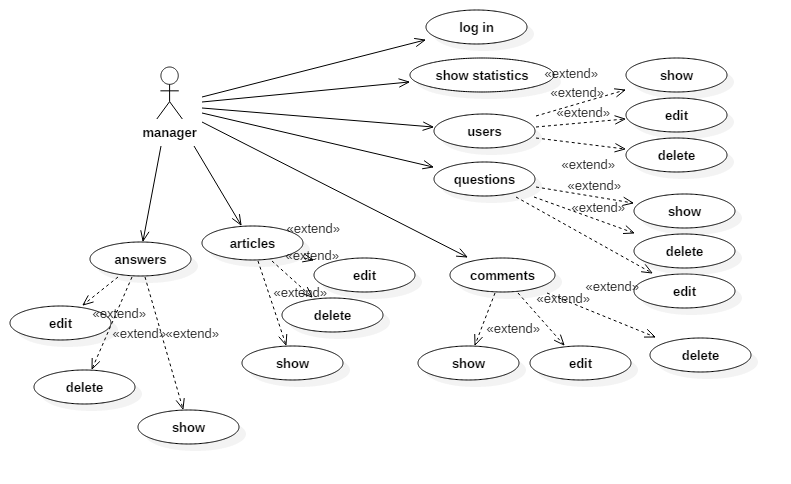 log in
show statistics
«extend»
show
«extend»
edit
«extend»
users
manager
delete
«extend»
questions
«extend»
show
«extend»
delete
«extend»
edit
articles
«extend»
«extend»
edit
«extend»
delete
show
answers
edit
«extend»
«extend»
«extend»
delete
show
comments
«extend»
«extend»
show
edit
delete